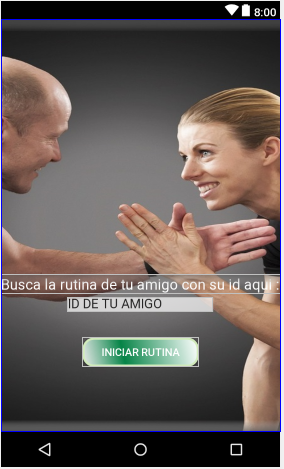 8:00
Busca la rutina de tu amigo con su id aqui :
ID DE TU AMIGO
INICIAR RUTINA